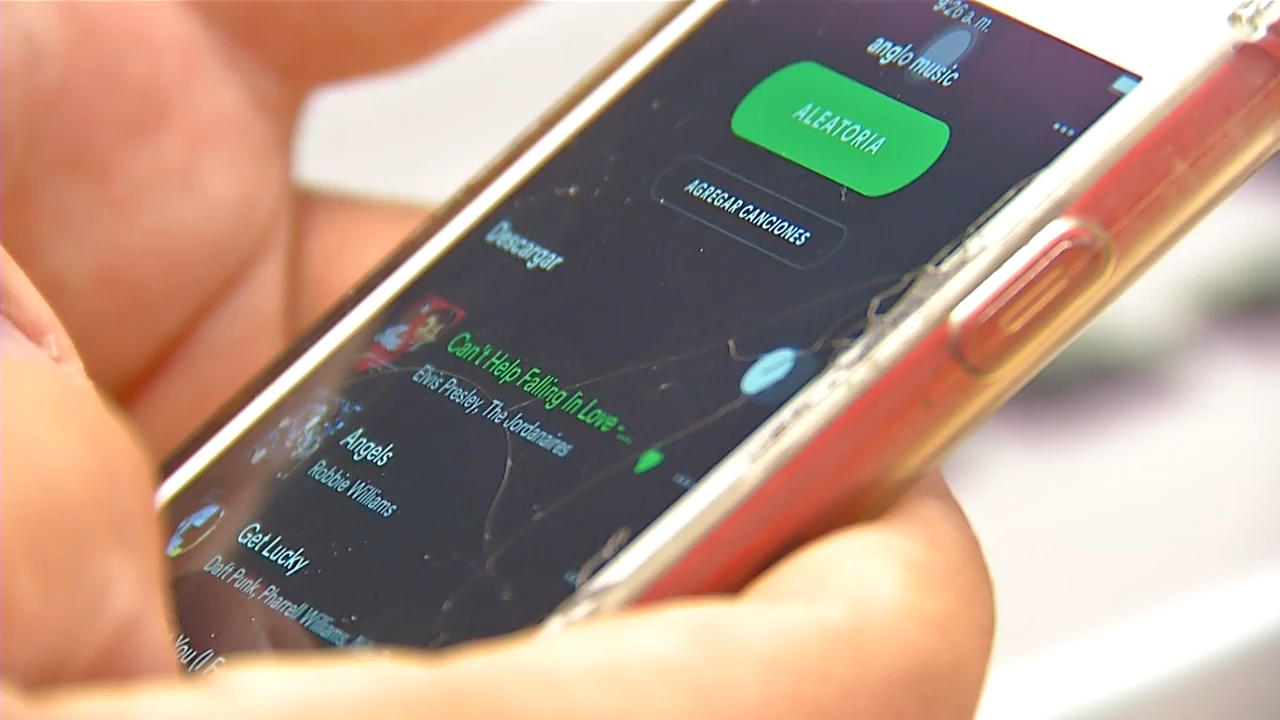 9:26 a. m.
anglo music
ALEATORIA
AGREGAR CANCIONES
Descargar
Can't Help Falling In Love -...
Elvis Presley, The Jordanaires
Angels
Robbie Williams
Get Lucky
Daft Punk, Pharrell Williams,
You (I